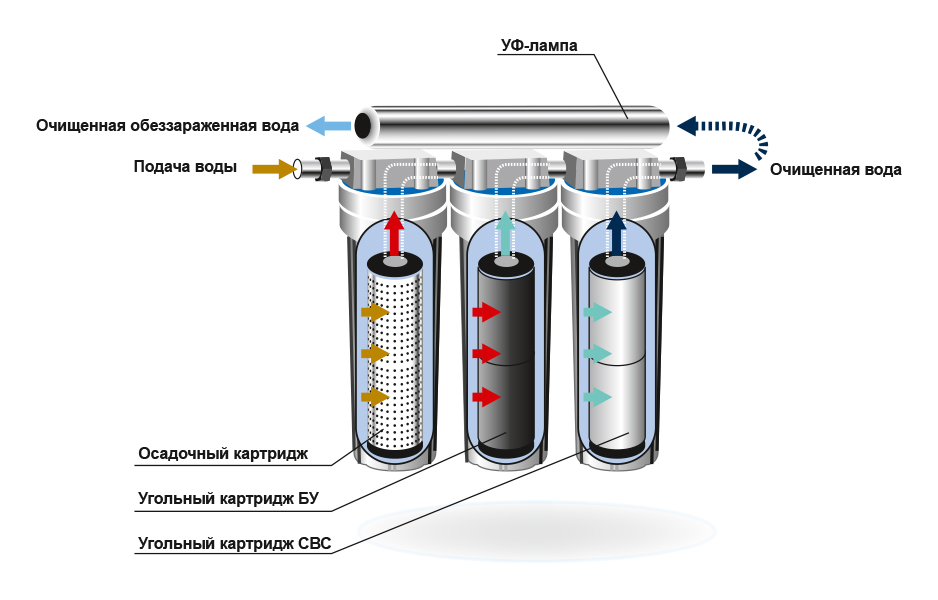 УФ-лампа
Очищенная обеззараженная вода
Подача воды
Очищенная вода
Осадочный картридж
Угольный картридж БУ
Угольный картридж СВС